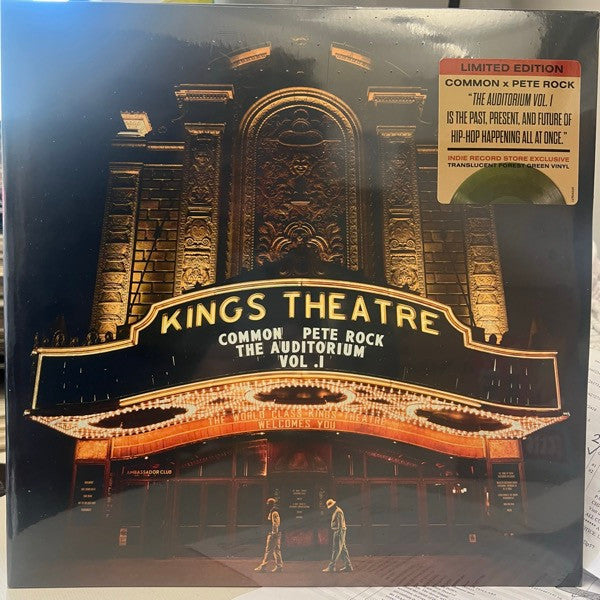 LIMITED EDITION
COMMON x PETE ROCK
"THE AUDITORIUM VOL. I
IS THE PAST, PRESENT, AND FUTURE OF
HIP-HOP HAPPENING ALL AT ONCE."
INDIE RECORD STORE EXCLUSIVE
TRANSLUCENT FOREST GREEN VINYL
KINGS THEATRE
COMMON PETE ROCK
THE AUDITORIUM
VOL .I
THE WORLD CLASS KINGS THEATRE
WELCOMES YOU
AMBASSADOR CLUB